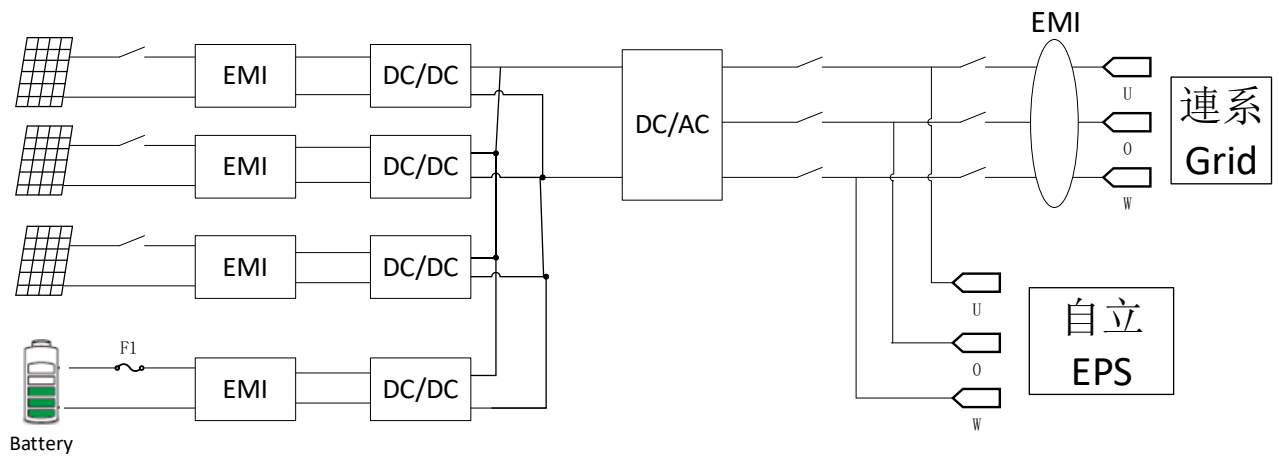 EMI
EMI
DC/DC
DC/AC
U
O
W
連系
Grid
EMI
DC/DC
EMI
DC/DC
U
O
W
自立
EPS
F1
EMI
DC/DC
Battery